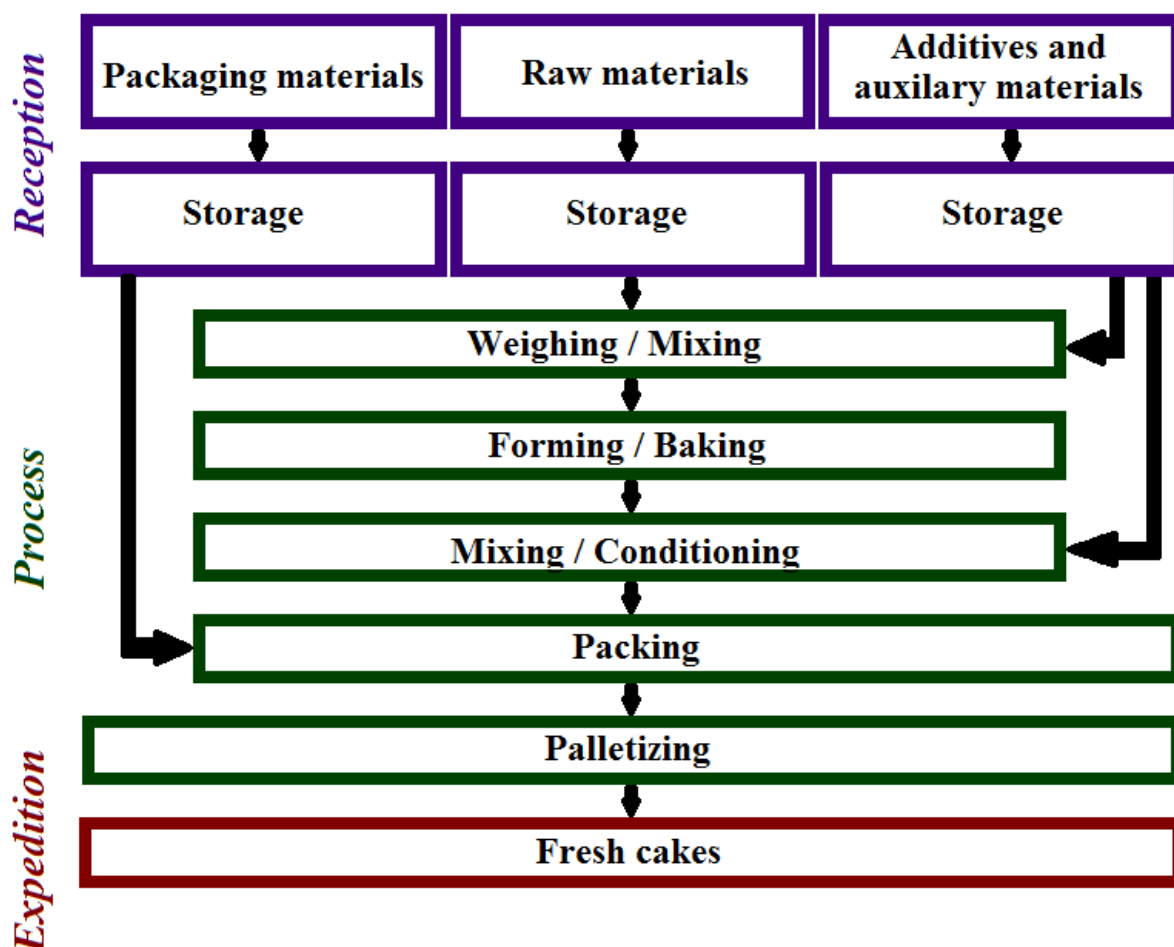 Reception
Packaging materials
Raw materials
Additives and
auxilary materials
Storage
Storage
Storage
Process
Weighing / Mixing
Forming / Baking
Mixing / Conditioning
Packing
Palletizing
Expedition
Fresh cakes